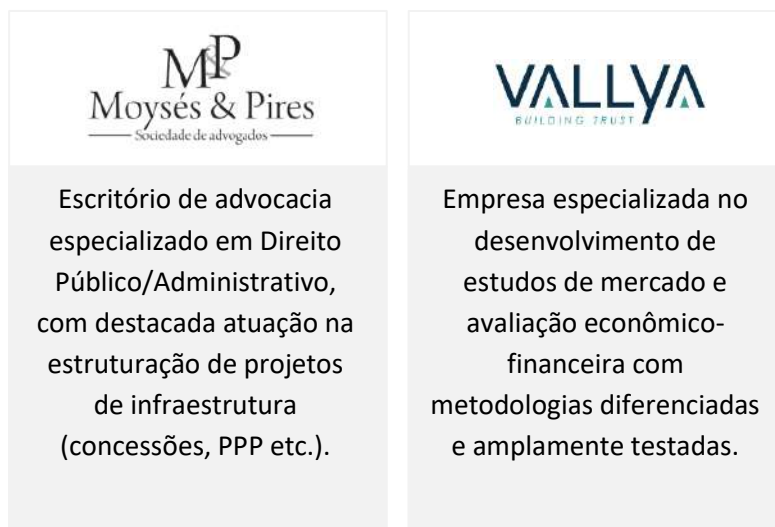 M&P
Moysés & Pires
Sociedade de advogados
Escritório de advocacia
especializado em Direito
Público/Administrativo,
com destacada atuação na
estruturação de projetos
de infraestrutura
(concessões, PPP etc.).
VALLYA
BUILDING TRUST
Empresa especializada no
desenvolvimento de
estudos de mercado e
avaliação econômico-
financeira com
metodologias diferenciadas
e amplamente testadas.